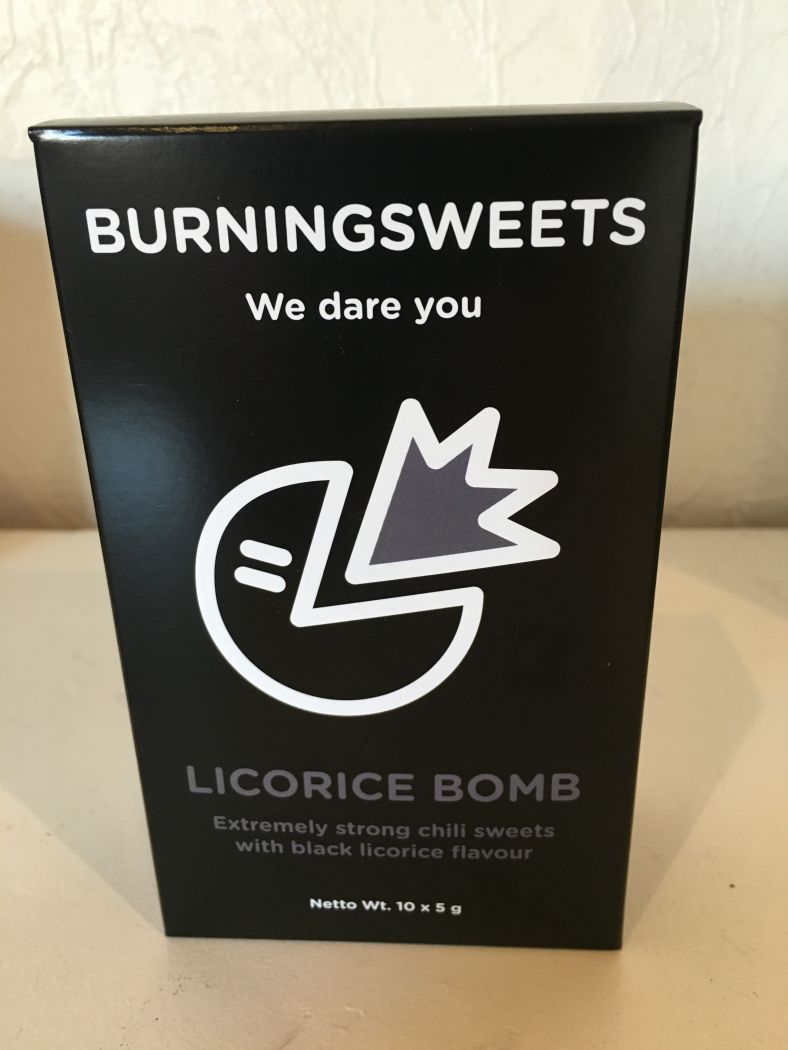 BURNINGSWEETS
We dare you
LICORICE BOMB
Extremely strong chili sweets
with black licorice flavour
Netto Wt. 10 x 5 g